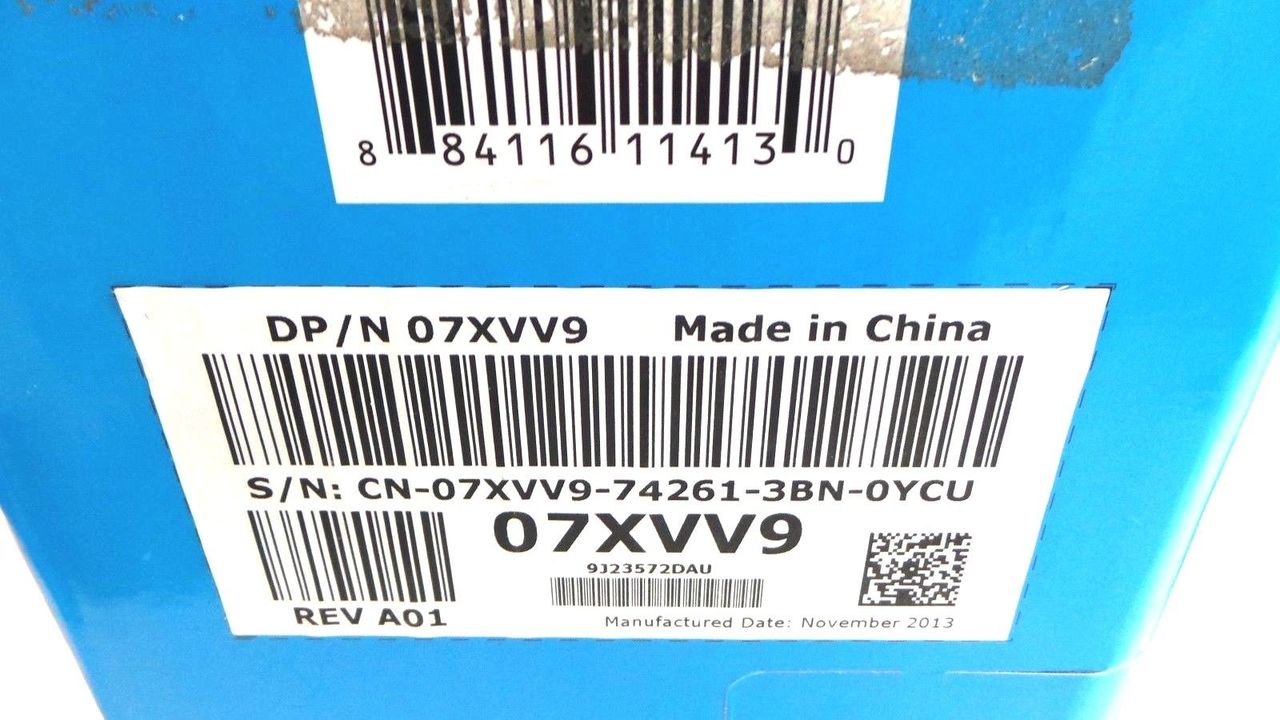 8 84116 11413 0
DP/N 07XVV9 Made in China
S/N: CN-07XVV9-74261-3BN-0YCU
07XVV9
9J23572DAU
REV A01
Manufactured Date: November 2013